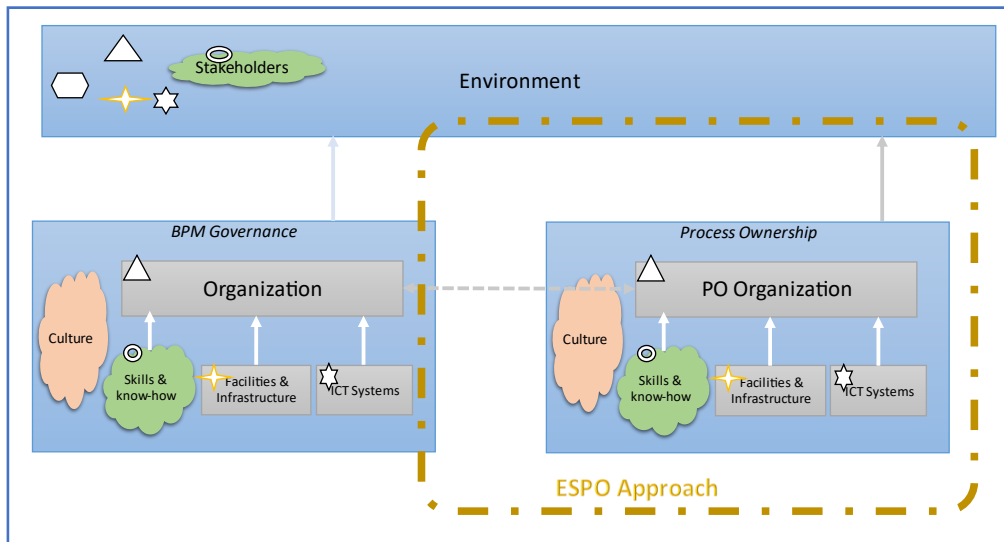 Stakeholders
Environment
BPM Governance
Organization
Culture
Skills &
know-how
Facilities &
Infrastructure
ICT Systems
Process Ownership
PO Organization
Culture
Skills &
know-how
Facilities &
Infrastructure
ICT Systems
ESPO Approach